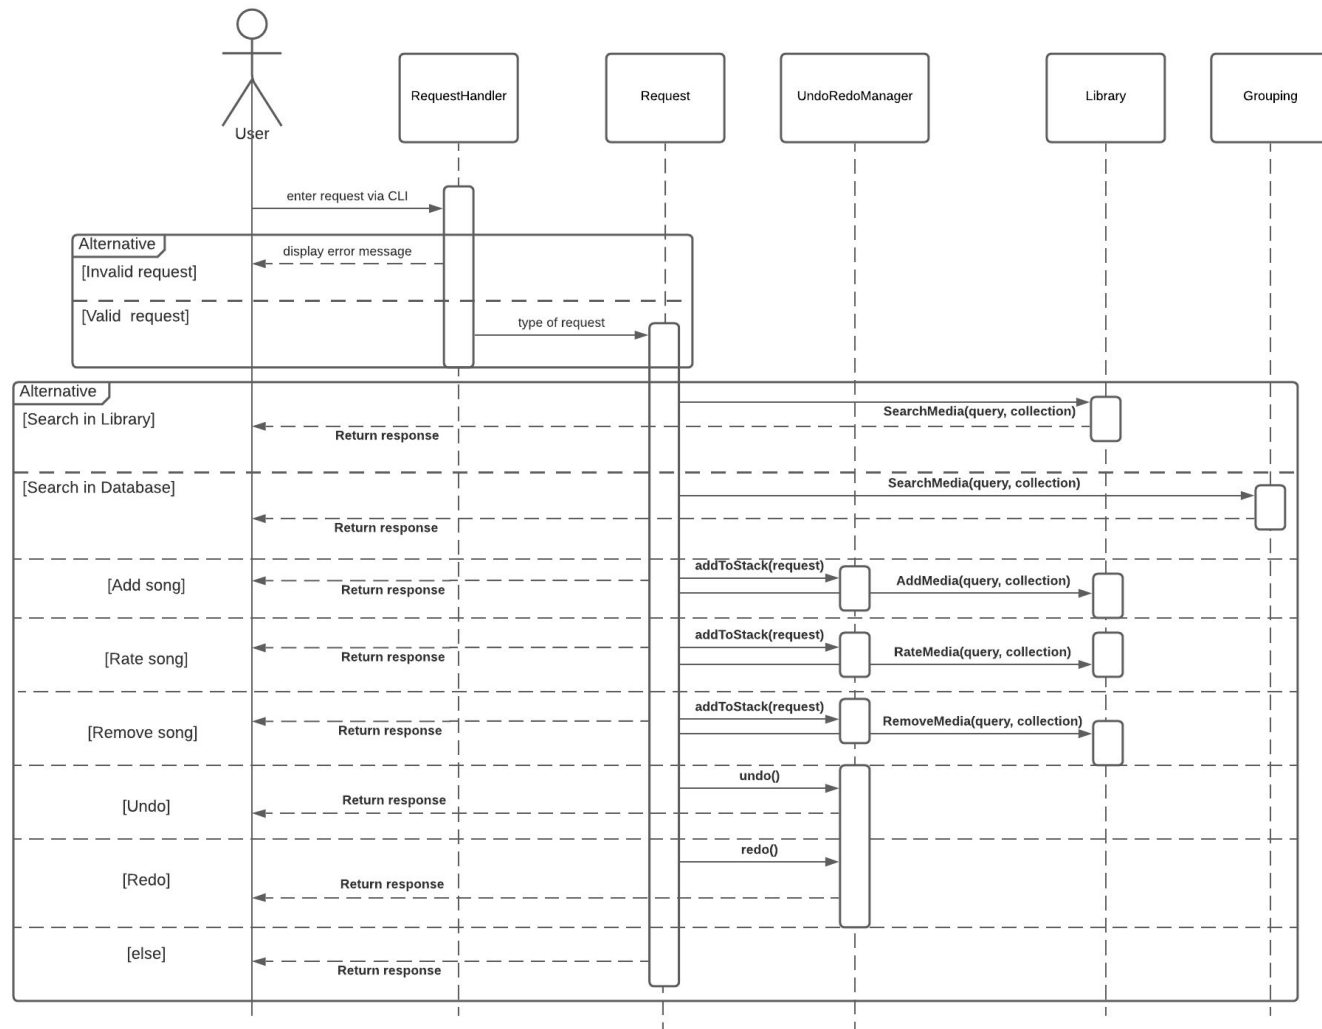 User
RequestHandler
Request
UndoRedoManager
Library
Grouping
enter request via CLI
Alternative
display error message
[Invalid request]
[Valid  request]
type of request
Alternative
[Search in Library]
SearchMedia(query, collection)
Return response
[Search in Database]
SearchMedia(query, collection)
Return response
[Add song]
Return response
addToStack(request)
AddMedia(query, collection)
[Rate song]
Return response
addToStack(request)
RateMedia(query, collection)
[Remove song]
Return response
addToStack(request)
RemoveMedia(query, collection)
[Undo]
Return response
undo()
[Redo]
Return response
redo()
[else]
Return response